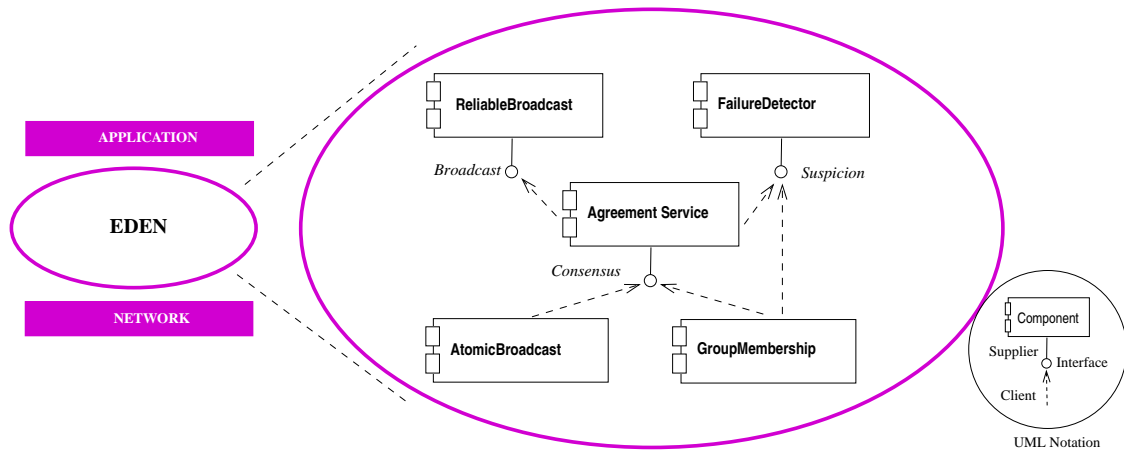 APPLICATION
EDEN
NETWORK
ReliableBroadcast
FailureDetector
Broadcast
Suspicion
Agreement Service
Consensus
AtomicBroadcast
GroupMembership
Component
Supplier
Interface
Client
UML Notation